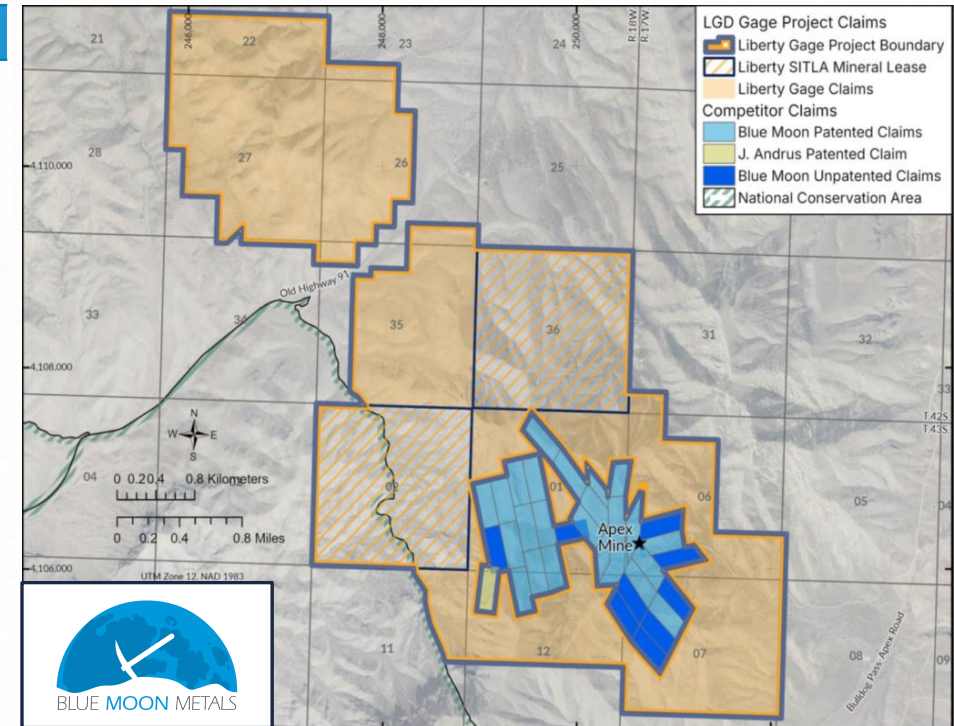 LGD Gage Project Claims
Liberty Gage Project Boundary
Liberty SITLA Mineral Lease
Liberty Gage Claims
Competitor Claims
Blue Moon Patented Claims
J. Andrus Patented Claim
Blue Moon Unpatented Claims
National Conservation Area
246,000
248,000
250,000
R.18W.
R.17W.
21
22
23
24
4,110,000
28
27
26
25
Old Highway 91
33
34
35
36
31
32
33
4,108,000
T.42S
T.43S
N
W E
S
04
02
01
06
05
04
0 0.2 0.4 0.8 Kilometers
0 0.2 0.4 0.8 Miles
Apex
Mine
4,106,000
UTM Zone 12, NAD 1983
11
12
07
08
09
Bulldog Pass Apex Road
BLUE MOON METALS